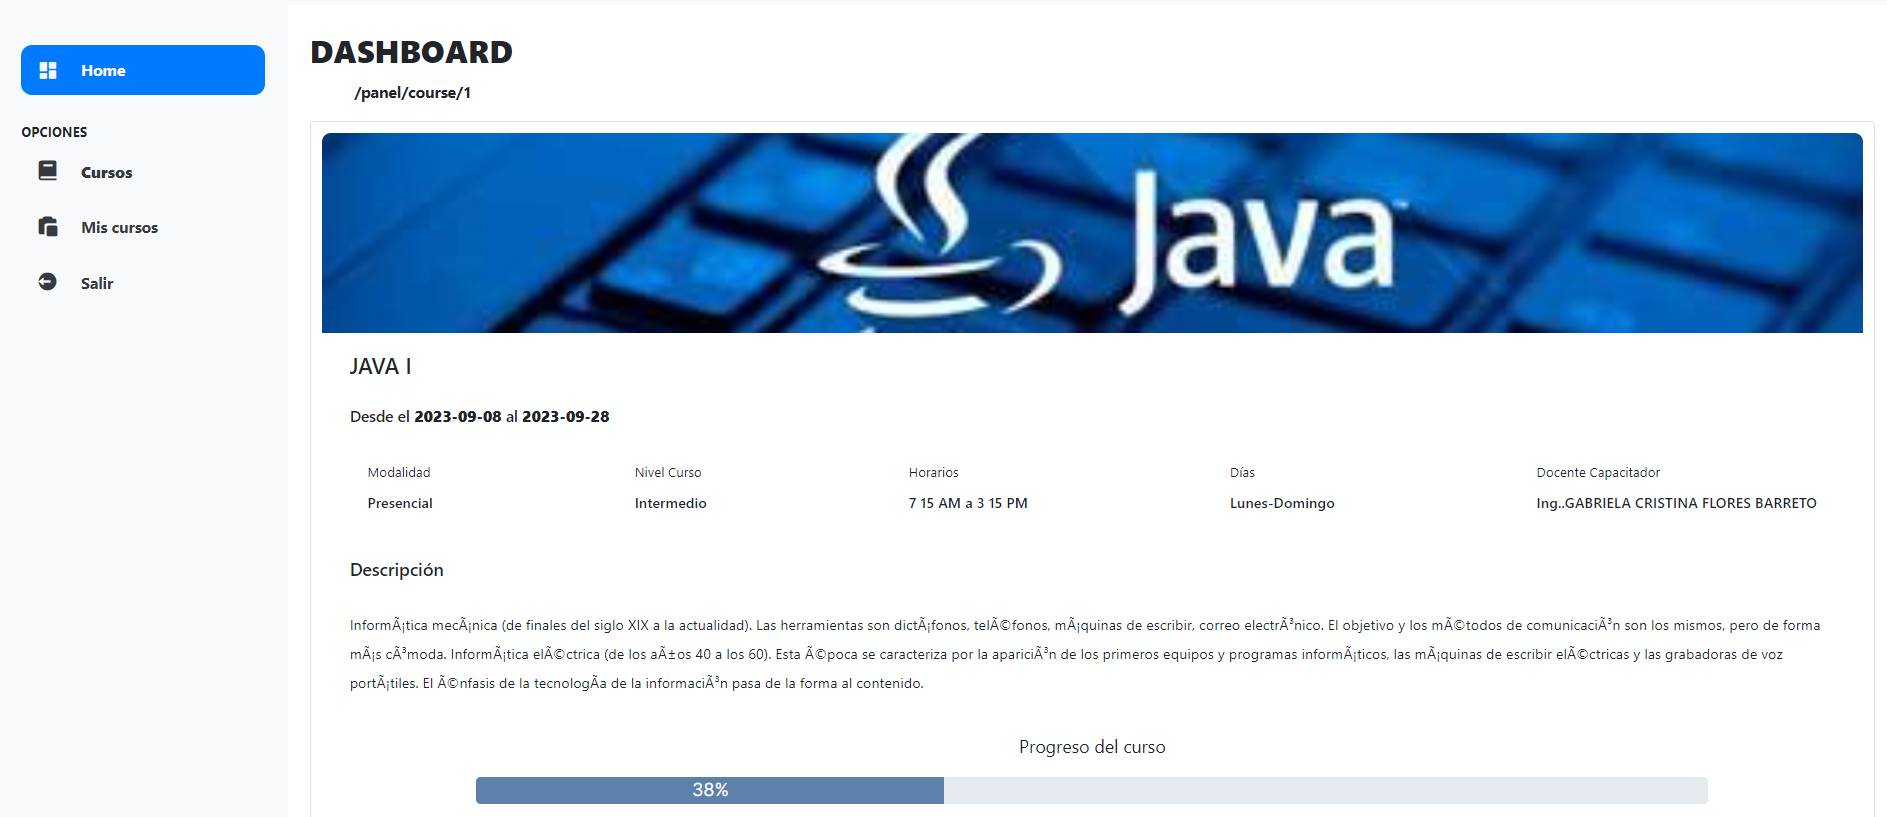 DASHBOARD
Home
/panel/course/1
OPCIONES
Cursos
Mis cursos
Salir
Java™
JAVA I
Desde el 2023-09-08 al 2023-09-28
Modalidad Nivel Curso Horarios Días Docente Capacitador
Presencial Intermedio 7 15 AM a 3 15 PM Lunes-Domingo Ing..GABRIELA CRISTINA FLORES BARRETO
Descripción
InformÃ¡tica mecÃ¡nica (de finales del siglo XIX a la actualidad). Las herramientas son dictÃ¡fonos, telÃ©fonos, mÃ¡quinas de escribir, correo electrÃ³nico. El objetivo y los mÃ©todos de comunicaciÃ³n son los mismos, pero de forma
mÃ¡s cÃ³moda. InformÃ¡tica elÃ©ctrica (de los aÃ±os 40 a los 60). Esta Ã©poca se caracteriza por la apariciÃ³n de los primeros equipos y programas informÃ¡ticos, las mÃ¡quinas de escribir elÃ©ctricas y las grabadoras de voz
portÃ¡tiles. El Ã©nfasis de la tecnologÃa de la informaciÃ³n pasa de la forma al contenido.
Progreso del curso
38%